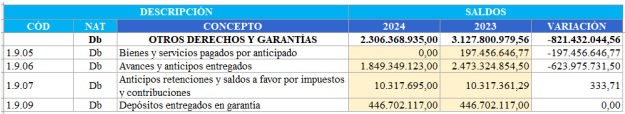 DESCRIPCIÓN SALDOS
CÓD NAT CONCEPTO 2024 2023 VARIACIÓN
Db OTROS DERECHOS Y GARANTÍAS 2.306.368.935,00 3.127.800.979,56 -821.432.044,56
1.9.05 Db Bienes y servicios pagados por anticipado 0,00 197.456.646,77 -197.456.646,77
1.9.06 Db Avances y anticipos entregados 1.849.349.123,00 2.473.324.854,50 -623.975.731,50
1.9.07 Db Anticipos retenciones y saldos a favor por impuestos
y contribuciones 10.317.695,00 10.317.361,29 333,71
1.9.09 Db Depósitos entregados en garantía 446.702.117,00 446.702.117,00 0,00